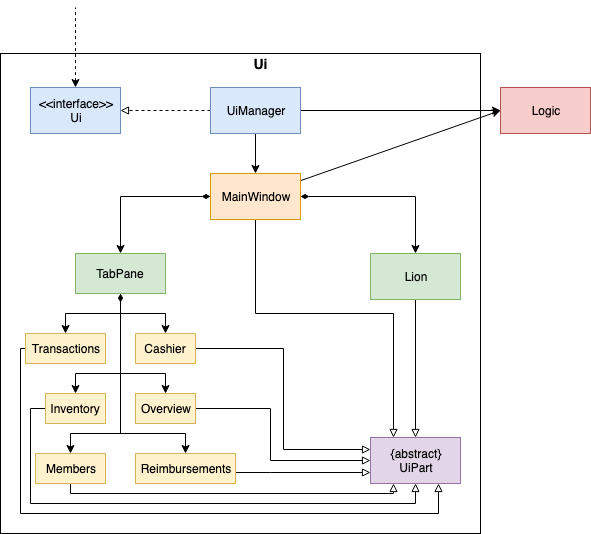 Ui
<<interface>>
Ui
UiManager
Logic
MainWindow
TabPane
Lion
Transactions
Cashier
Inventory
Overview
{abstract}
UiPart
Members
Reimbursements